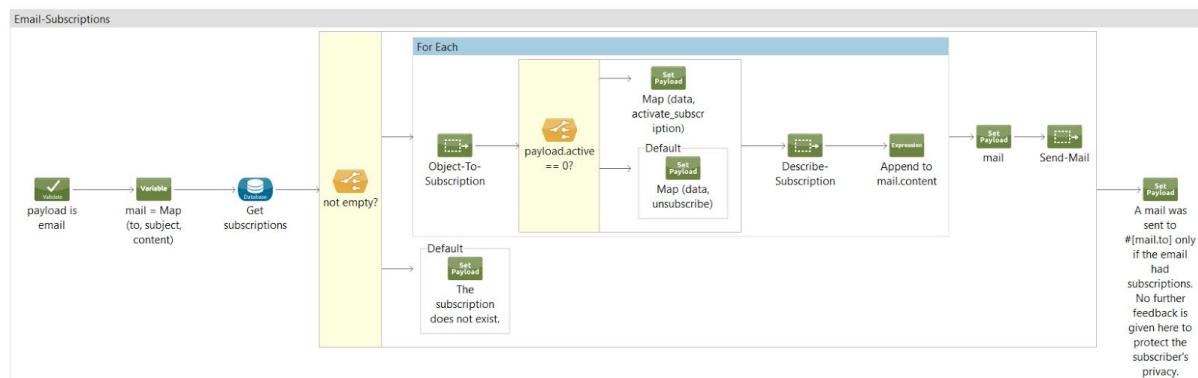 Email-Subscriptions
Validate
payload is
email
Variable
mail = Map
(to, subject,
content)
Database
Get
subscriptions
not empty?
For Each
Object-To-
Subscription
payload.active
== 0?
Set
Payload
Map (data,
activate_subscr
iption)
Default
Set
Payload
Map (data,
unsubscribe)
Describe-
Subscription
Expression
Append to
mail.content
Set
Payload
mail
Send-Mail
Default
Set
Payload
The
subscription
does not exist.
Set
Payload
A mail was
sent to
#[mail.to] only
if the email
had
subscriptions.
No further
feedback is
given here to
protect the
subscriber's
privacy.